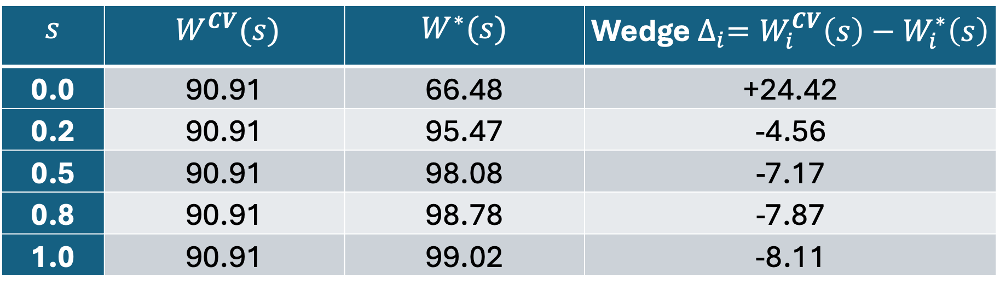 s W^CV(s) W*(s) Wedge Δ_i= W_i^CV(s) − W_i^*(s)
0.0 90.91 66.48 +24.42
0.2 90.91 95.47 -4.56
0.5 90.91 98.08 -7.17
0.8 90.91 98.78 -7.87
1.0 90.91 99.02 -8.11